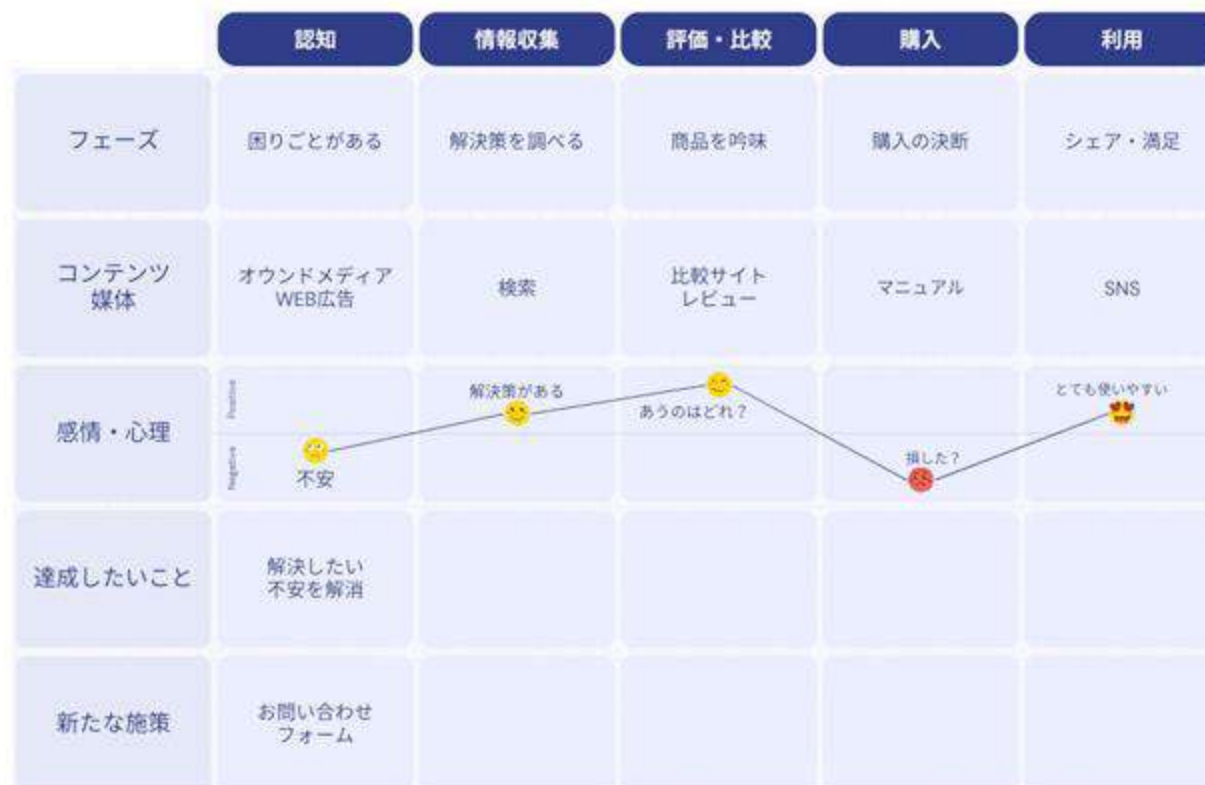 認知
情報収集
評価・比較
購入
利用
フェーズ
困りごとがある
解決策を調べる
商品を吟味
購入の決断
シェア・満足
コンテンツ
媒体
オウンドメディア
WEB広告
検索
比較サイト
レビュー
マニュアル
SNS
感情・心理
Positive
Negative
不安
解決策がある
あうのはどれ？
損した？
とても使いやすい
達成したいこと
解決したい
不安を解消
新たな施策
お問い合わせ
フォーム